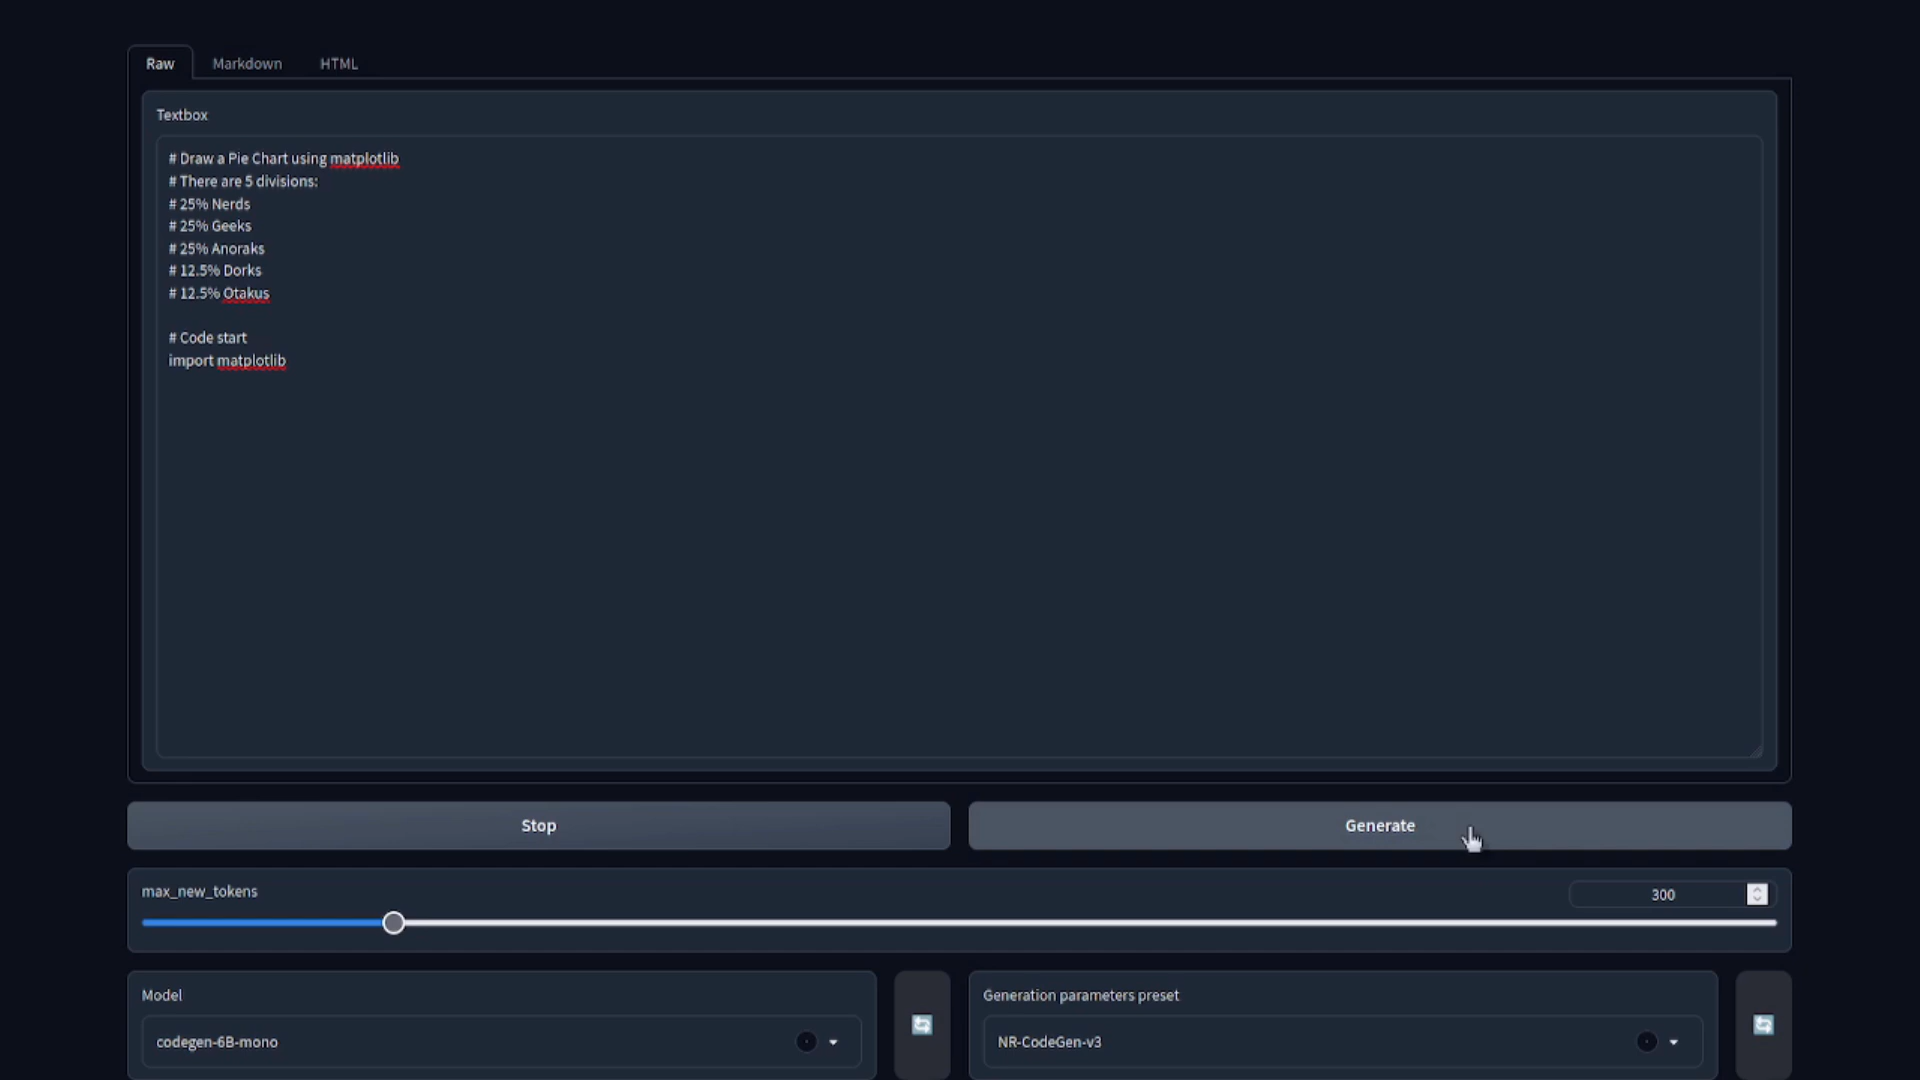 Raw Markdown HTML
Textbox
# Draw a Pie Chart using matplotlib
# There are 5 divisions:
# 25% Nerds
# 25% Geeks
# 25% Anoraks
# 12.5% Dorks
# 12.5% Otakus
# Code start
import matplotlib
Stop Generate
max_new_tokens 300
Model Generation parameters preset
codegen-6B-mono NR-CodeGen-v3